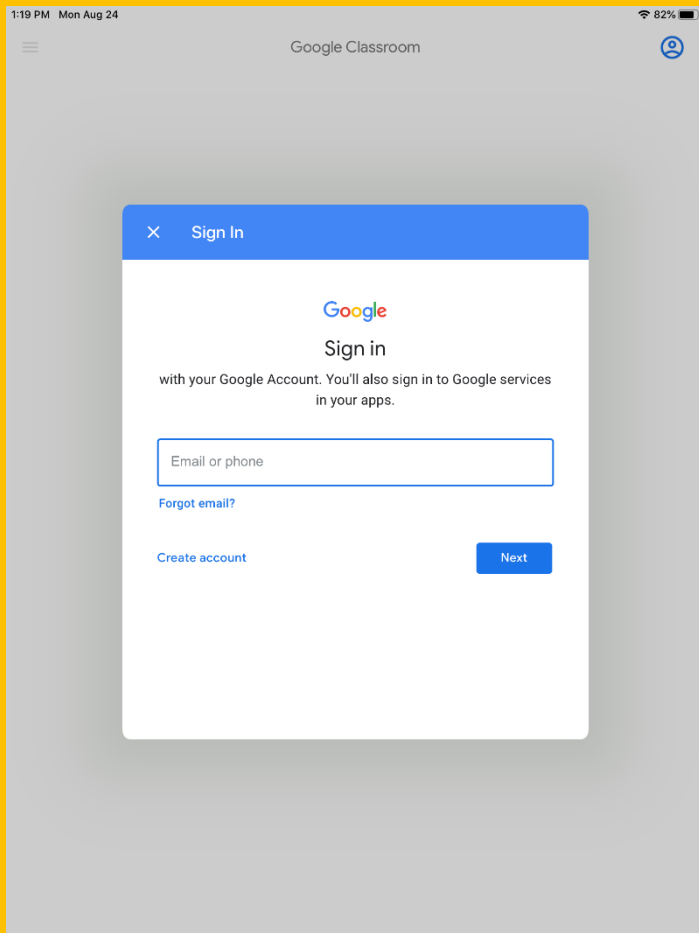 1:19 PM Mon Aug 24 82%
Google Classroom
Sign In
Google
Sign in
with your Google Account. You'll also sign in to Google services
in your apps.
Email or phone
Forgot email?
Create account Next